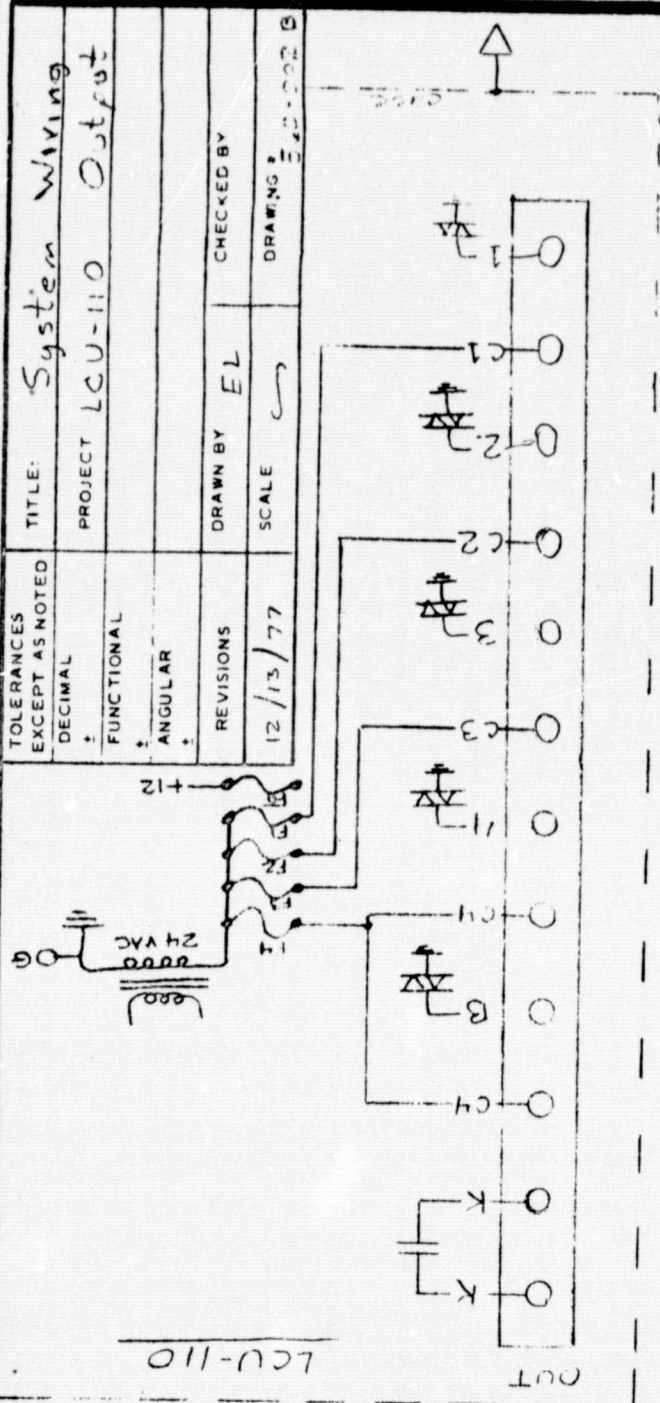 TOLERANCES
EXCEPT AS NOTED
DECIMAL
±
FUNCTIONAL
±
ANGULAR
±
REVISIONS
12/13/77
TITLE: System Wiring
PROJECT LCU-110 Output
DRAWN BY EL
CHECKED BY
SCALE
DRAWING #
+12
F1
F2
F3
F4
24 VAC
G
case
1
C1
2
C2
3
C3
4
C4
B
C4
K
K
OUT
LCU-110